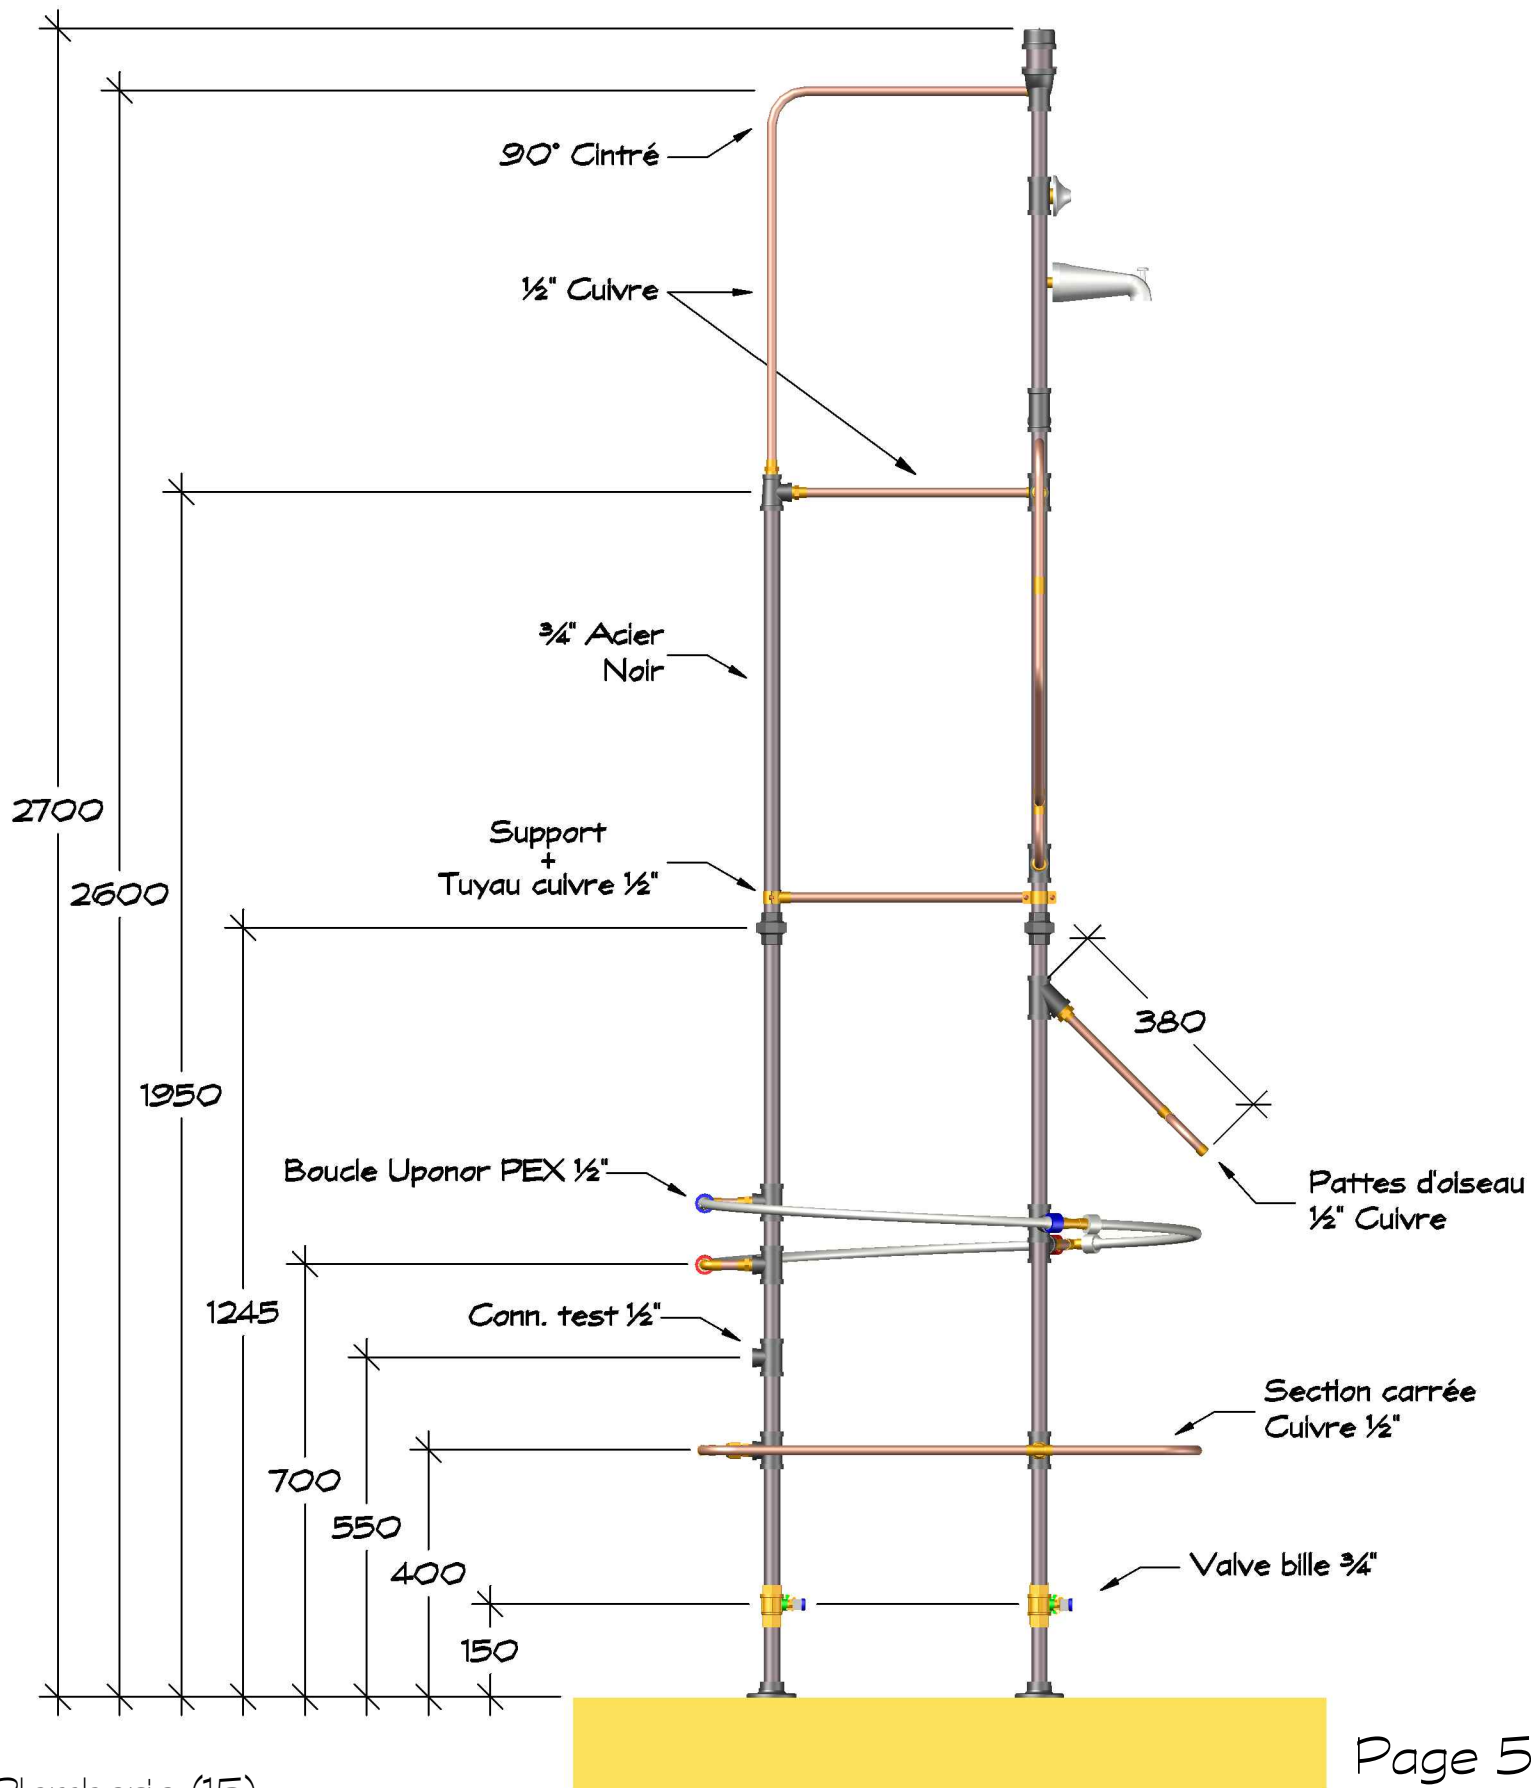 90° Cintré
½" Cuivre
¾" Acier
Noir
2700
Support
+
Tuyau cuivre ½"
2600
380
1950
Boucle Uponor PEX ½"
Pattes d'oiseau
½" Cuivre
1245
Conn. test ½"
Section carrée
Cuivre ½"
700
550
400
Valve bille ¾"
150
Page 5
(15)